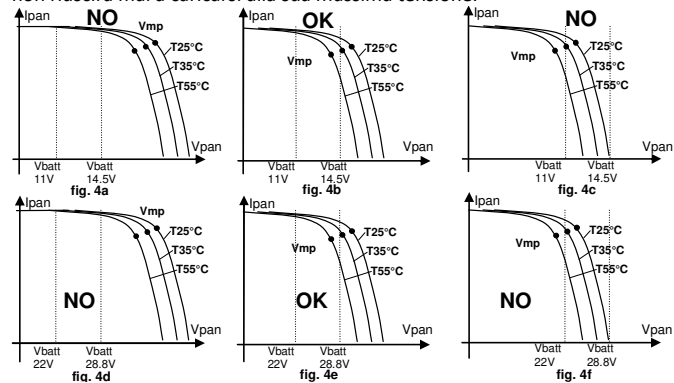 non riuscirà mai a caricarsi alla sua massima tensione.
Ipan NO Vmp T25°C T35°C T55°C Vpan
Vbatt 11V Vbatt 14.5V
fig. 4a
Ipan OK Vmp T25°C T35°C T55°C Vpan
Vbatt 11V Vbatt 14.5V
fig. 4b
Ipan NO Vmp T25°C T35°C T55°C Vpan
Vbatt 11V Vbatt 14.5V
fig. 4c
Ipan Vmp T25°C T35°C T55°C NO Vpan
Vbatt 22V Vbatt 28.8V
fig. 4d
Ipan Vmp T25°C T35°C T55°C OK Vpan
Vbatt 22V Vbatt 28.8V
fig. 4e
Ipan Vmp T25°C T35°C T55°C NO Vpan
Vbatt 22V Vbatt 28.8V
fig. 4f